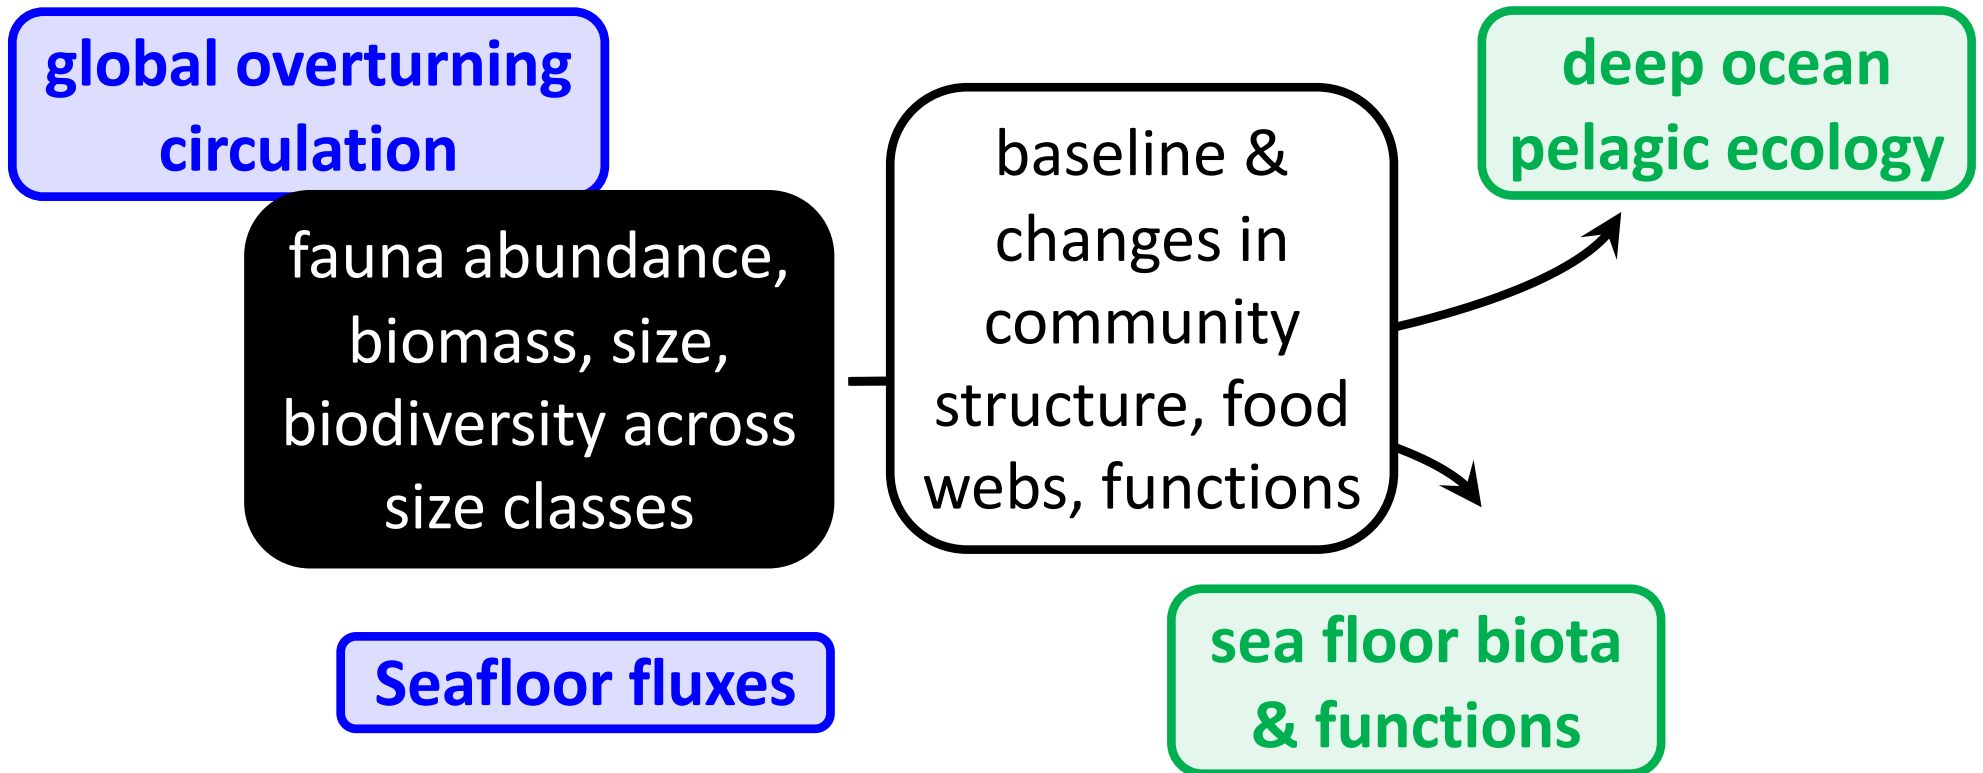 global overturning
circulation
fauna abundance,
biomass, size,
biodiversity across
size classes
baseline &
changes in
community
structure, food
webs, functions
deep ocean
pelagic ecology
Seafloor fluxes
sea floor biota
& functions